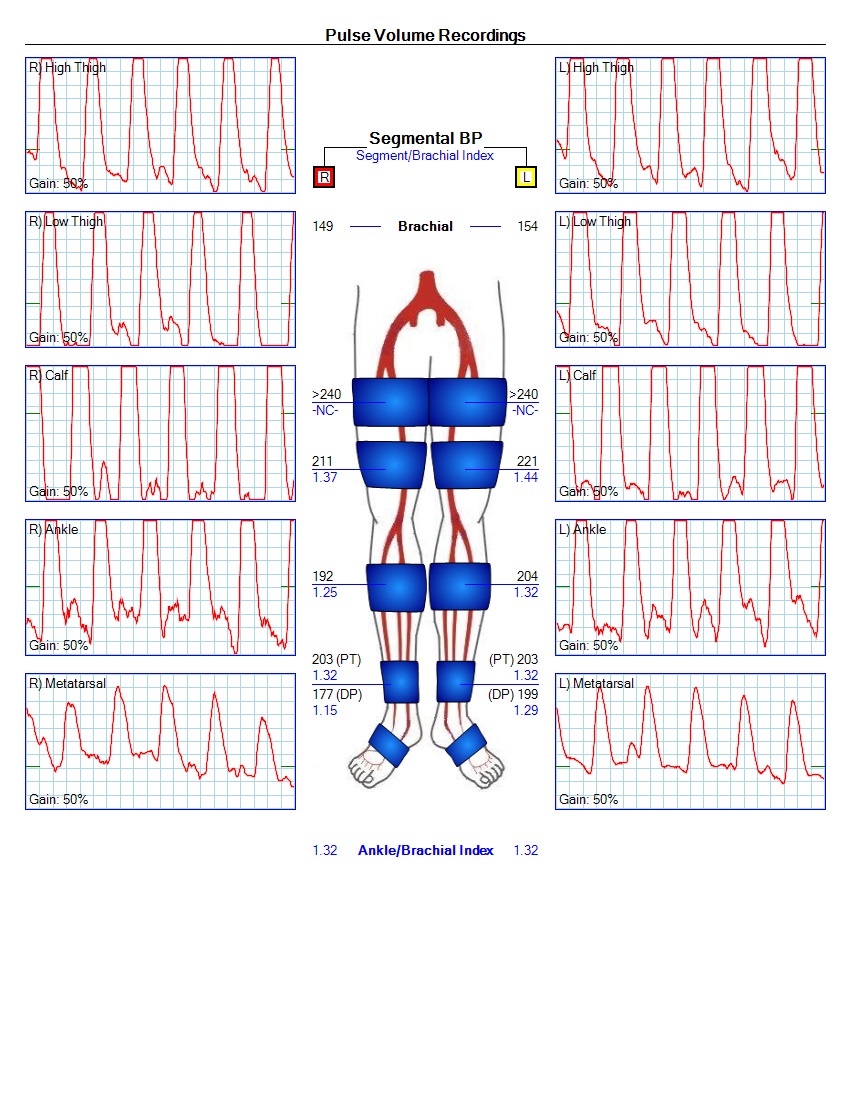 Pulse Volume Recordings
R) High Thigh
Gain: 50%
L) High Thigh
Gain: 50%
Segmental BP
Segment/Brachial Index
R
L
149 Brachial 154
R) Low Thigh
Gain: 50%
L) Low Thigh
Gain: 50%
R) Calf
Gain: 50%
L) Calf
Gain: 50%
>240 >240
-NC- -NC-
211 221
1.37 1.44
R) Ankle
Gain: 50%
L) Ankle
Gain: 50%
192 204
1.25 1.32
203 (PT) (PT) 203
1.32 1.32
177 (DP) (DP) 199
1.15 1.29
R) Metatarsal
Gain: 50%
L) Metatarsal
Gain: 50%
1.32 Ankle/Brachial Index 1.32